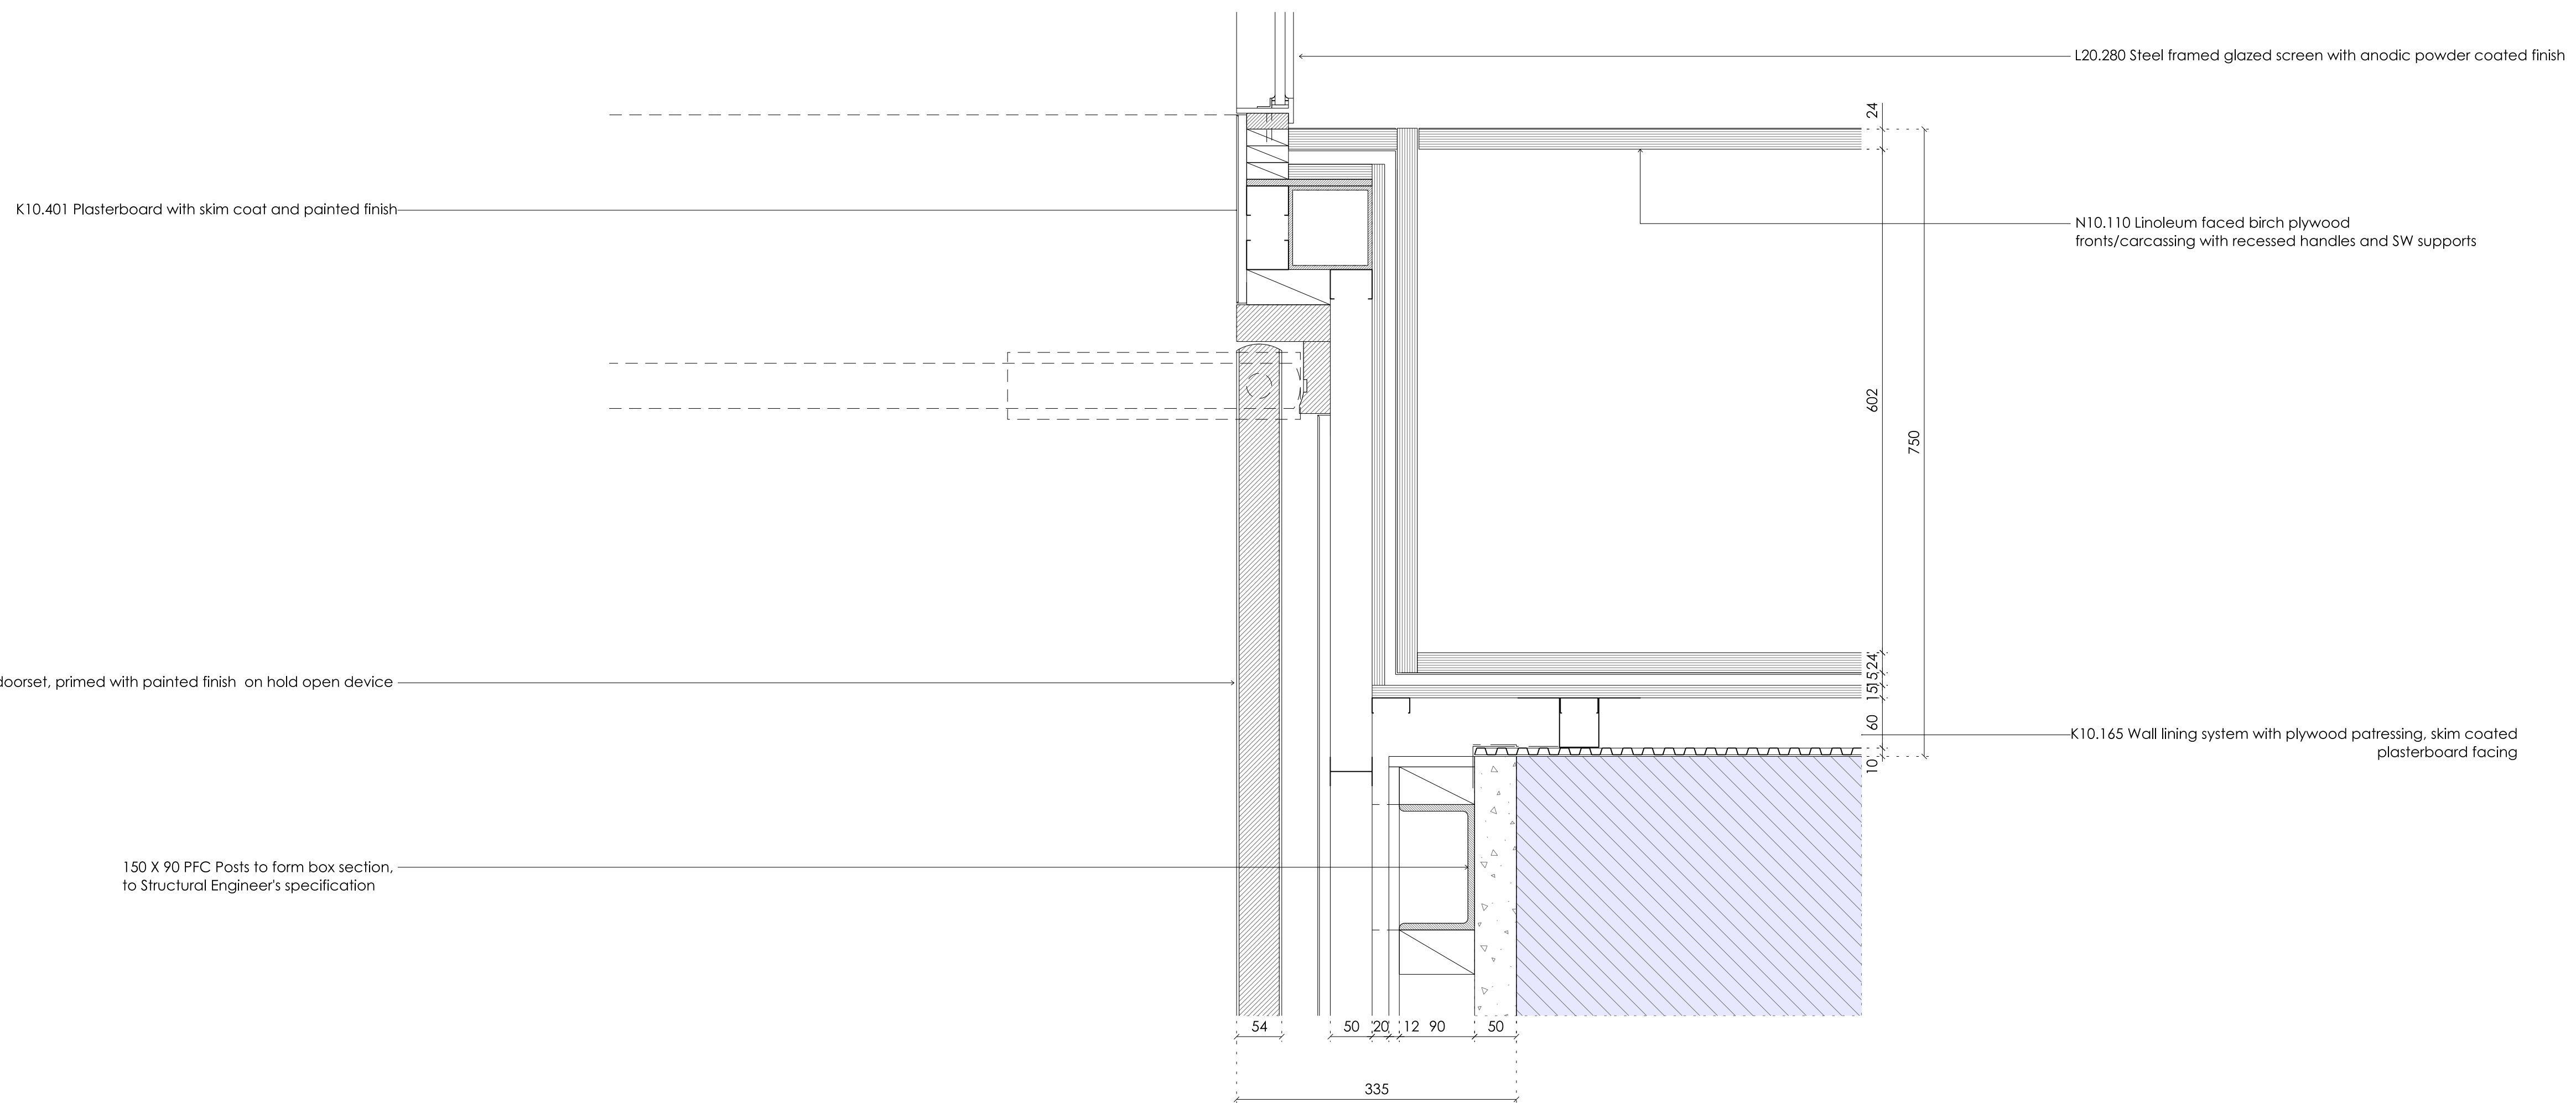 L20.280 Steel framed glazed screen with anodic powder coated finish
24
K10.401 Plasterboard with skim coat and painted finish
N10.110 Linoleum faced birch plywood
fronts/carcassing with recessed handles and SW supports
602
750
doorset, primed with painted finish on hold open device
24
15
15
60
K10.165 Wall lining system with plywood patressing, skim coated
plasterboard facing
10
150 X 90 PFC Posts to form box section,
to Structural Engineer's specification
54
50
20
12
90
50
335